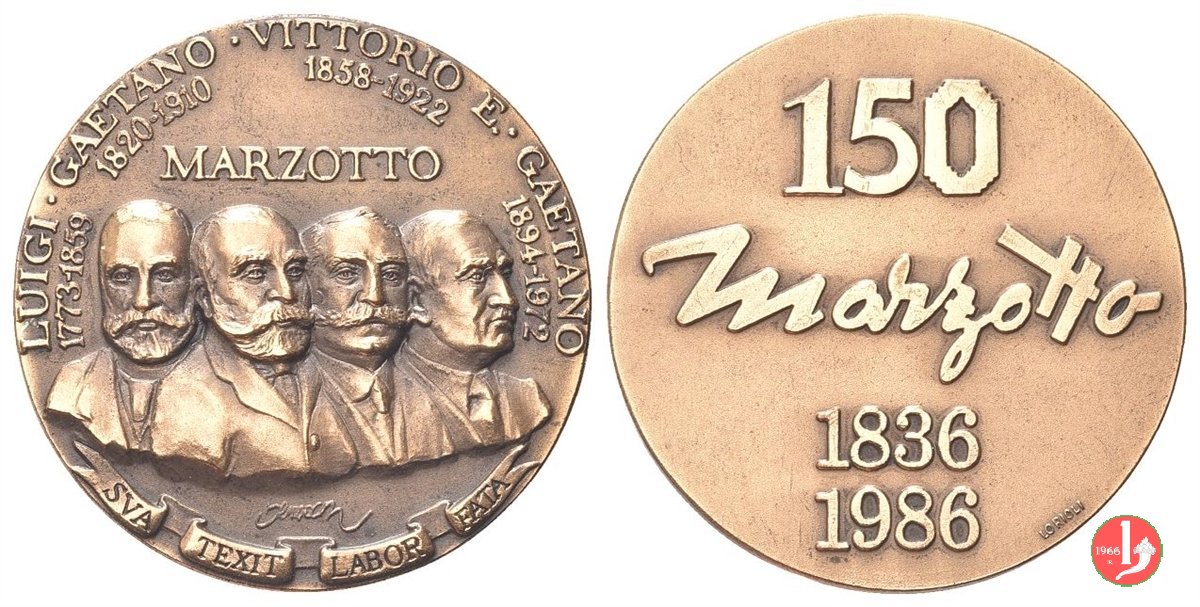 LUIGI · GAETANO · VITTORIO E. · GAETANO
1773-1859
1820-1910
1858-1922
1894-1972
MARZOTTO
SVA TEXIT LABOR FATA
150
Marzotto
1836
1986
LORIOLI
1966